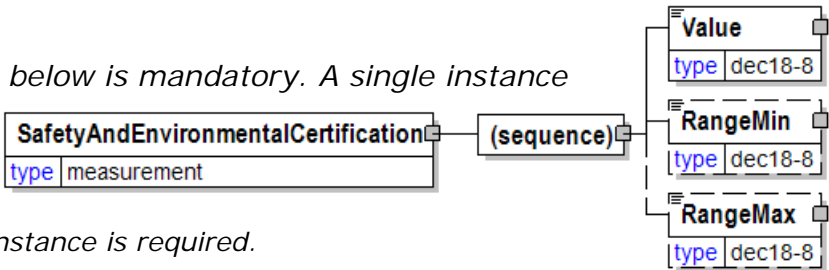 Value
type dec18-8
below is mandatory. A single instance
RangeMin
SafetyAndEnvironmentalCertification
(sequence)
type measurement
type dec18-8
RangeMax
nstance is required.
type dec18-8